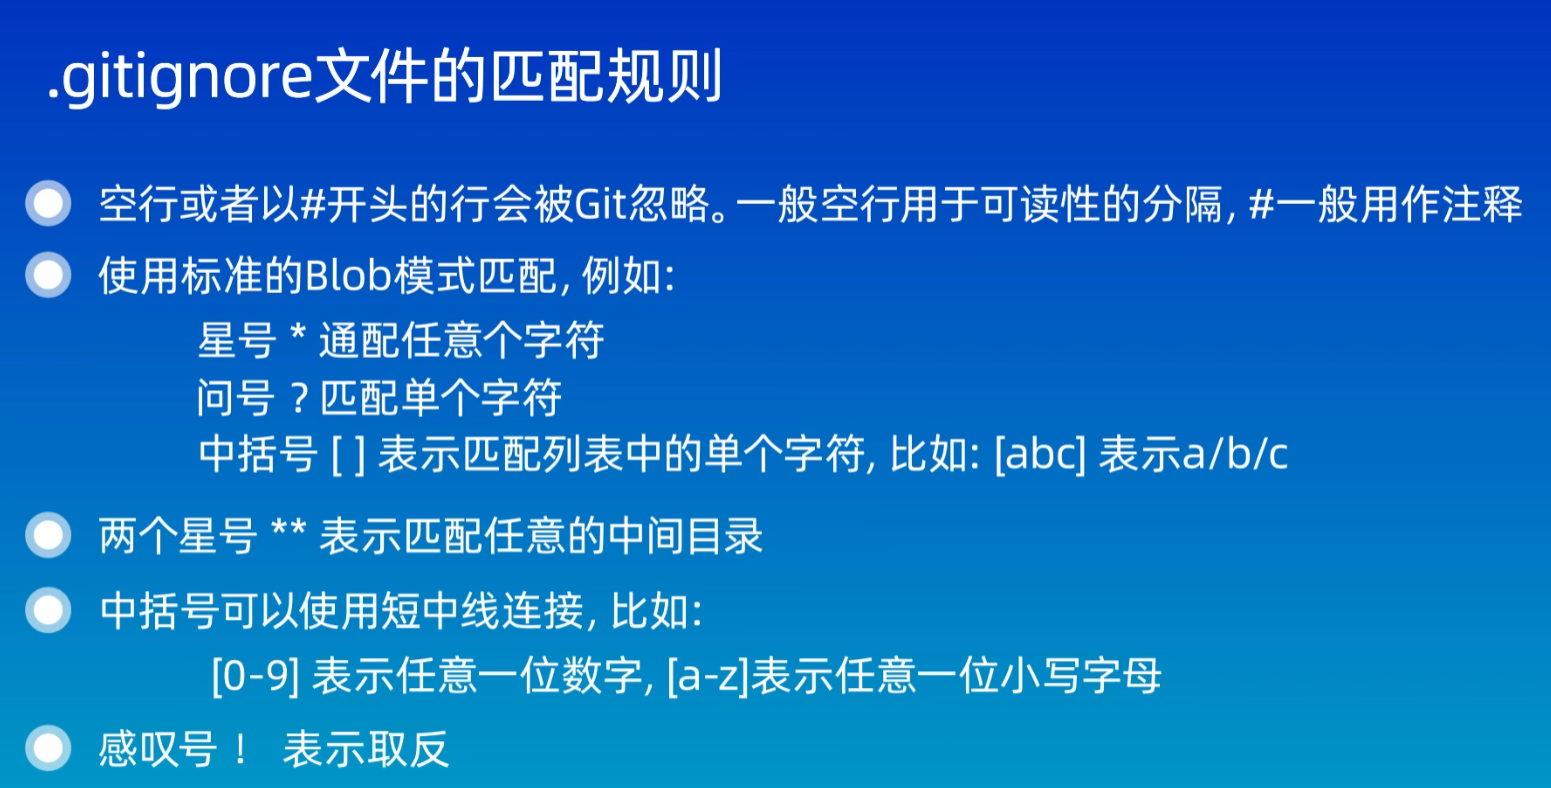 .gitignore文件的匹配规则
空行或者以#开头的行会被Git忽略。一般空行用于可读性的分隔, #一般用作注释
使用标准的Blob模式匹配, 例如:
星号 * 通配任意个字符
问号 ? 匹配单个字符
中括号 [ ] 表示匹配列表中的单个字符, 比如: [abc] 表示a/b/c
两个星号 ** 表示匹配任意的中间目录
中括号可以使用短中线连接, 比如:
[0-9] 表示任意一位数字, [a-z]表示任意一位小写字母
感叹号 ! 表示取反